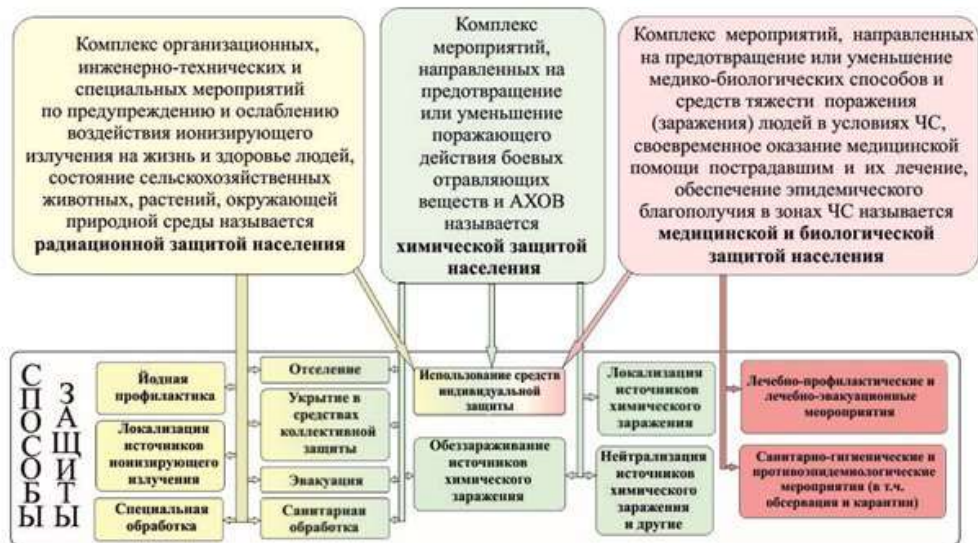 Комплекс организационных,
инженерно-технических и
специальных мероприятий
по предупреждению и ослаблению
воздействия ионизирующего
излучения на жизнь и здоровье людей,
состояние сельскохозяйственных
животных, растений, окружающей
природной среды называется
радиационной защитой населения
Комплекс
мероприятий,
направленных на
предотвращение
или уменьшение
поражающего
действия боевых
отравляющих
веществ и АХОВ
называется
химической защитой
населения
Комплекс мероприятий, направленных
на предотвращение или уменьшение
медико-биологических способов и
средств тяжести поражения
(заражения) людей в условиях ЧС,
своевременное оказание медицинской
помощи пострадавшим и их лечение,
обеспечение эпидемического
благополучия в зонах ЧС называется
медицинской и биологической
защитой населения
СПОСОБЫ
ЗАЩИТЫ
Йодная
профилактика
Локализация
источников
ионизирующего
излучения
Специальная
обработка
Отселение
Укрытие в
средствах
коллективной
защиты
Эвакуация
Санитарная
обработка
Использование средств
индивидуальной
защиты
Обеззараживание
источников
химического
заражения
Локализация
источников
химического
заражения
Нейтрализация
источников
химического
заражения
и другие
Лечебно-профилактические и
лечебно-эвакуационные
меороприятия
Санитарно-гигиенические и
противоэпидемиологические
мероприятия (в т.ч.
обсервация и карантин)